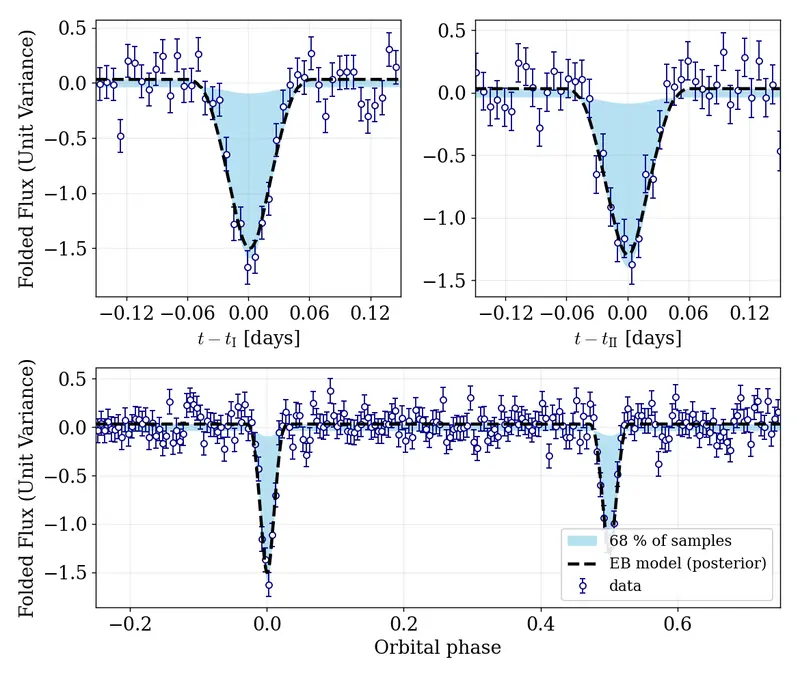 Folded Flux (Unit Variance)
0.5
0.0
−0.5
−1.0
−1.5
−0.12 −0.06 0.00 0.06 0.12
t − t_I [days]
0.5
0.0
−0.5
−1.0
−1.5
−0.12 −0.06 0.00 0.06 0.12
t − t_II [days]
Folded Flux (Unit Variance)
0.5
0.0
−0.5
−1.0
−1.5
−0.2 0.0 0.2 0.4 0.6
Orbital phase
68 % of samples
EB model (posterior)
data